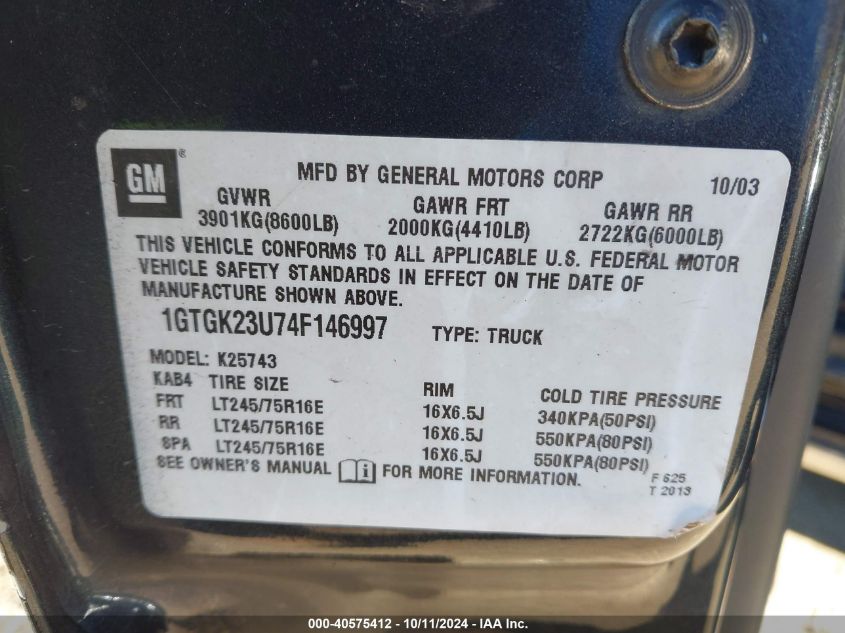 GM ®
MFD BY GENERAL MOTORS CORP 10/03
GVWR GAWR FRT GAWR RR
3901KG(8600LB) 2000KG(4410LB) 2722KG(6000LB)
THIS VEHICLE CONFORMS TO ALL APPLICABLE U.S. FEDERAL MOTOR
VEHICLE SAFETY STANDARDS IN EFFECT ON THE DATE OF
MANUFACTURE SHOWN ABOVE.
1GTGK23U74F146997 TYPE: TRUCK
MODEL: K25743
KAB4 TIRE SIZE RIM COLD TIRE PRESSURE
FRT LT245/75R16E 16X6.5J 340KPA(50PSI)
RR LT245/75R16E 16X6.5J 550KPA(80PSI)
SPA LT245/75R16E 16X6.5J 550KPA(80PSI)
SEE OWNER'S MANUAL FOR MORE INFORMATION.
F 625
T 2013
000-40575412 - 10/11/2024 - IAA Inc.